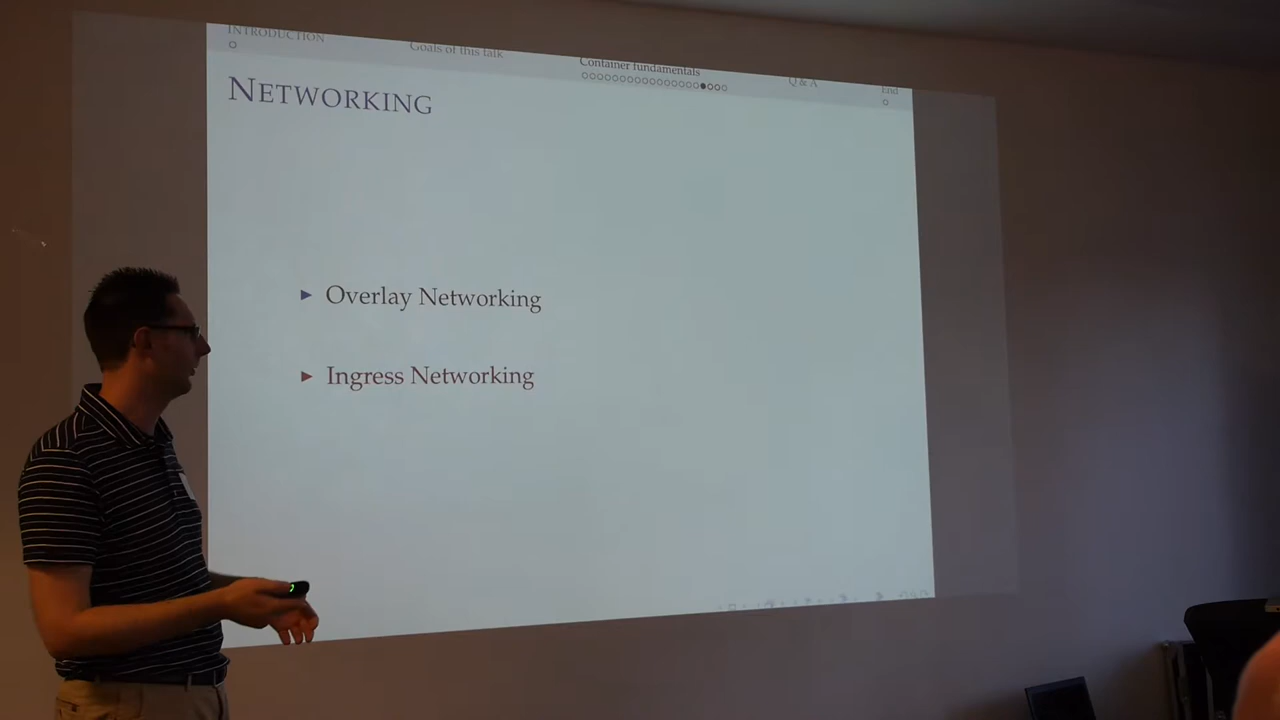 INTRODUCTION
Goals of this talk
Container fundamentals
Q & A
End
NETWORKING
Overlay Networking
Ingress Networking